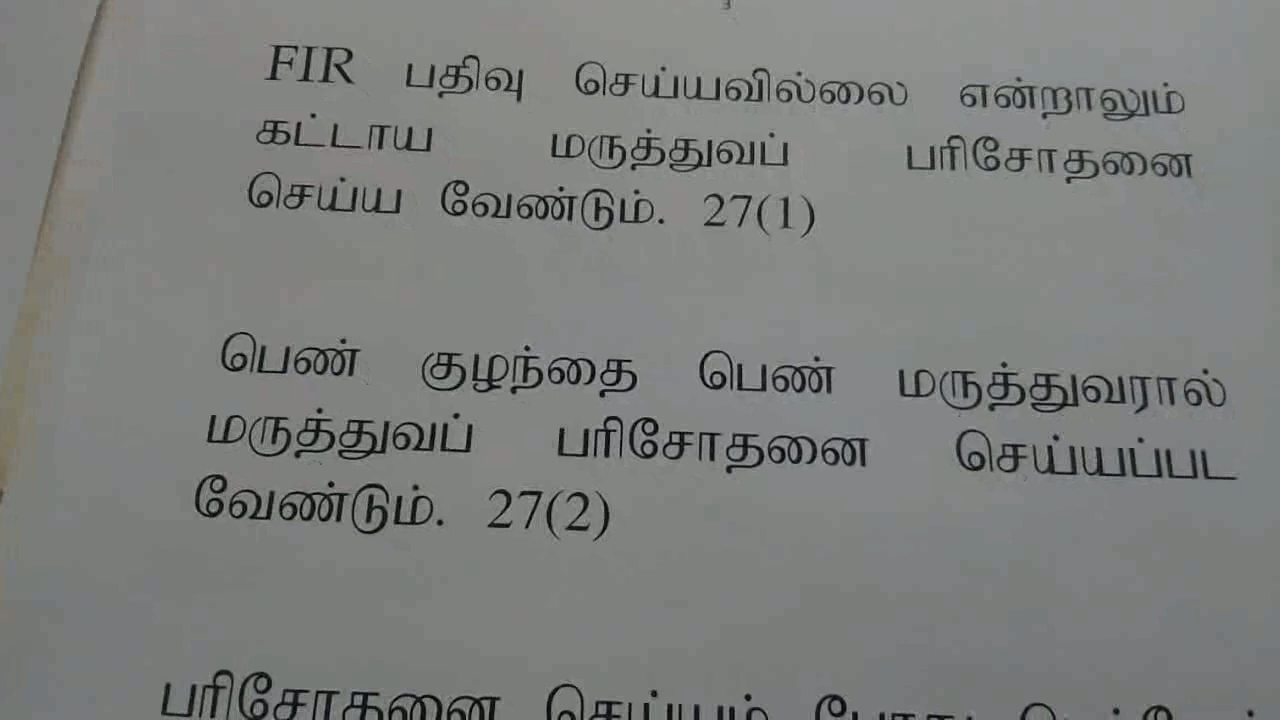 FIR பதிவு செய்யவில்லை என்றாலும்
கட்டாய மருத்துவப் பரிசோதனை
செய்ய வேண்டும். 27(1)
பெண் குழந்தை பெண் மருத்துவரால்
மருத்துவப் பரிசோதனை செய்யப்பட
வேண்டும். 27(2)
பரிசோதனை செய்யும் போது